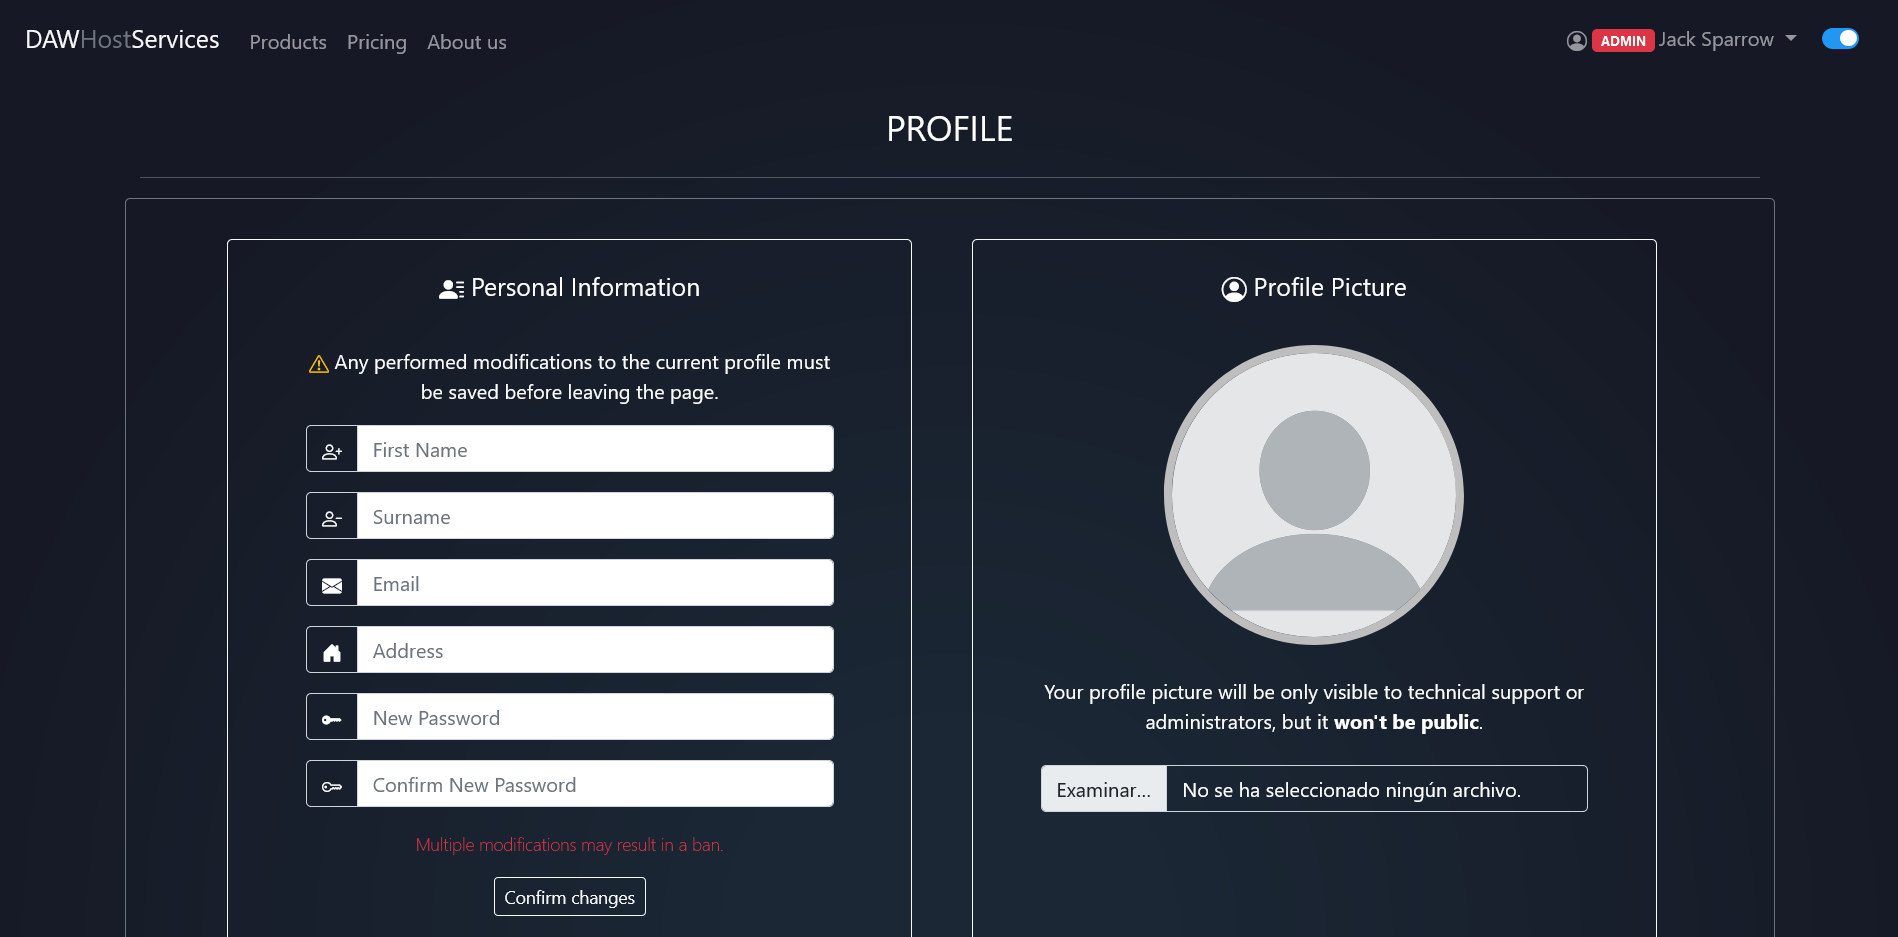 DAWHostServices Products Pricing About us ADMIN Jack Sparrow
PROFILE
Personal Information
Any performed modifications to the current profile must
be saved before leaving the page.
First Name
Surname
Email
Address
New Password
Confirm New Password
Multiple modifications may result in a ban.
Confirm changes
Profile Picture
Your profile picture will be only visible to technical support or
administrators, but it won't be public.
Examinar... No se ha seleccionado ningún archivo.